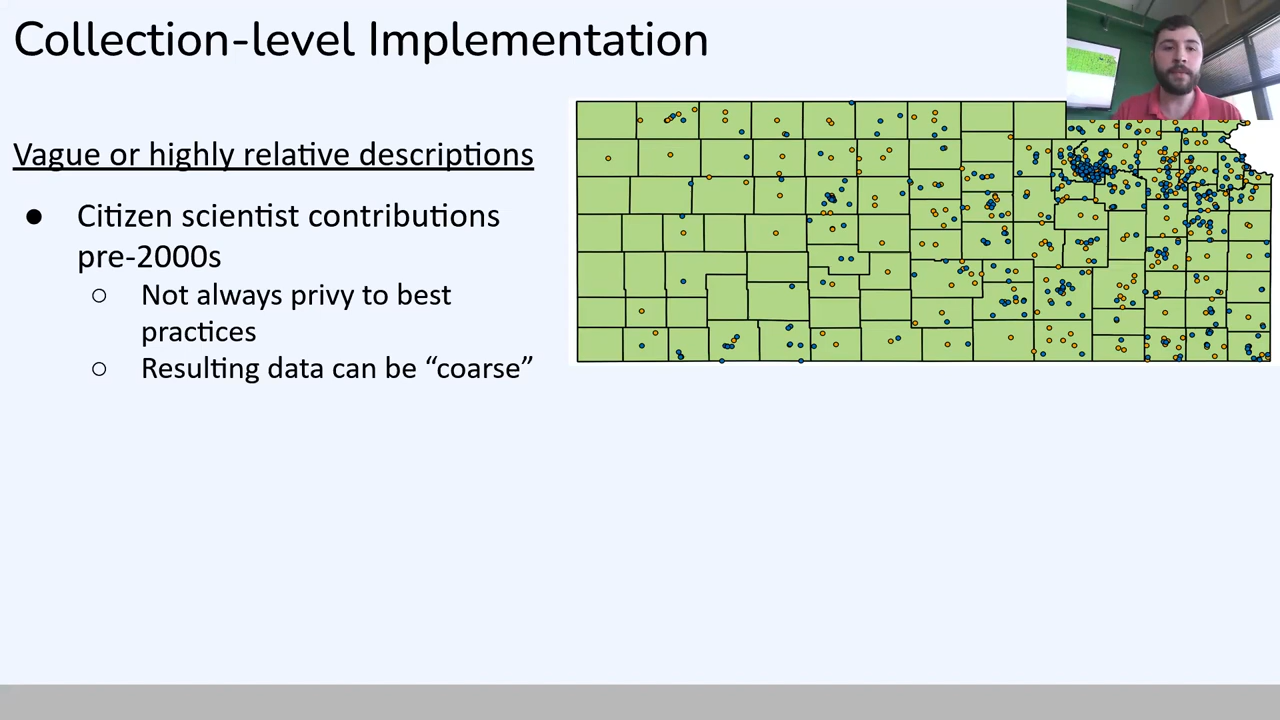 Collection-level Implementation
Vague or highly relative descriptions
● Citizen scientist contributions
pre-2000s
○ Not always privy to best
practices
○ Resulting data can be “coarse”